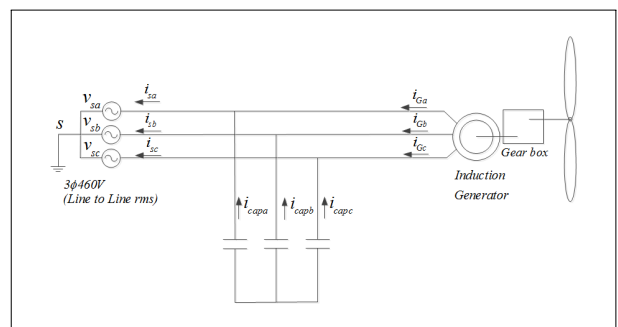 i_sa
i_Ga
v_sa
S
v_sb
i_sb
i_Gb
v_sc
i_sc
i_Gc
Gear box
3ϕ460V
(Line to Line rms)
Induction
Generator
i_capa
i_capb
i_capc